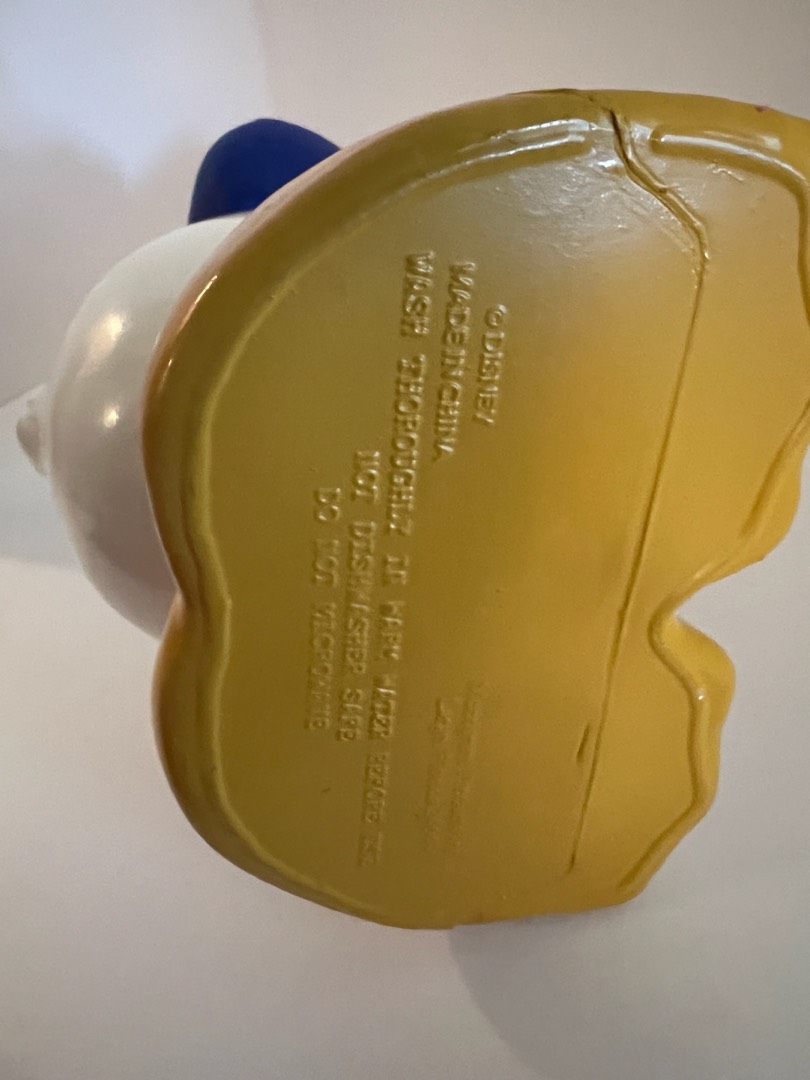 © DISNEY
MADE IN CHINA
WASH THOROUGHLY IN WARM WATER BEFORE USE
NOT DISHWASHER SAFE
DO NOT MICROWAVE